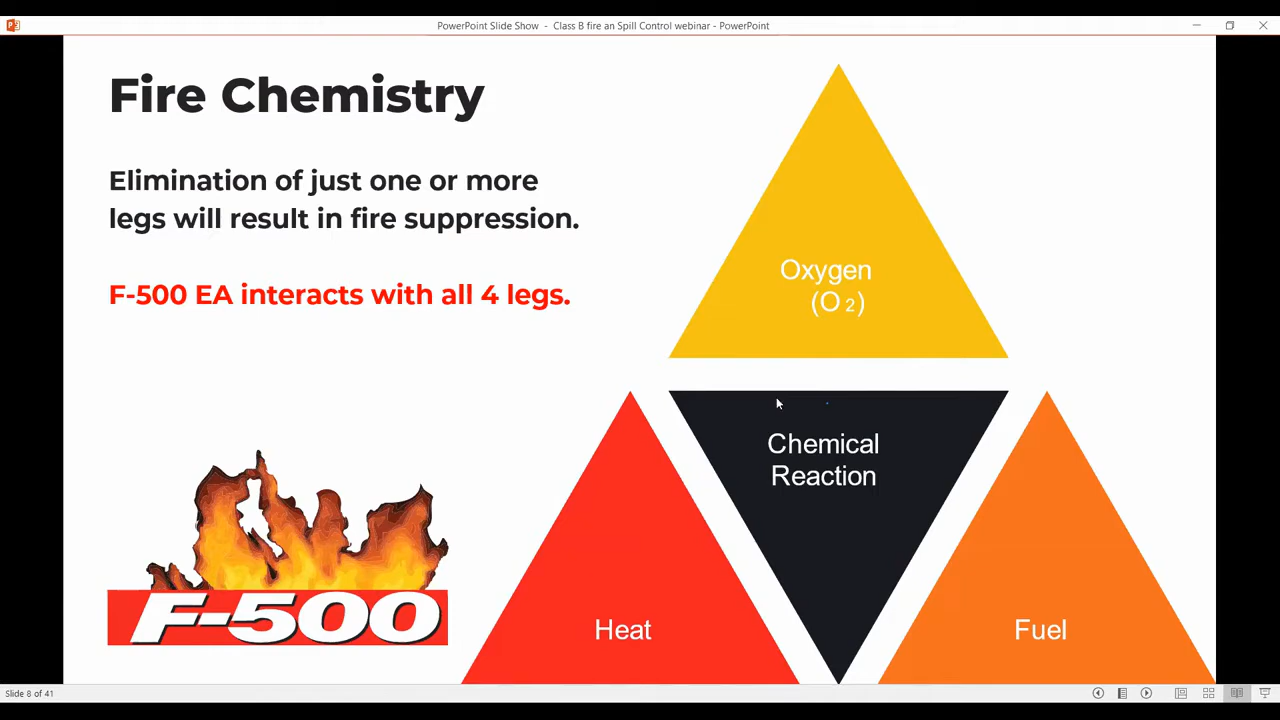 PowerPoint Slide Show - Class B fire an Spill Control webinar - PowerPoint
Fire Chemistry
Elimination of just one or more
legs will result in fire suppression.
F-500 EA interacts with all 4 legs.
Oxygen
(O 2)
Chemical
Reaction
Heat
Fuel
F-500
Slide 8 of 41